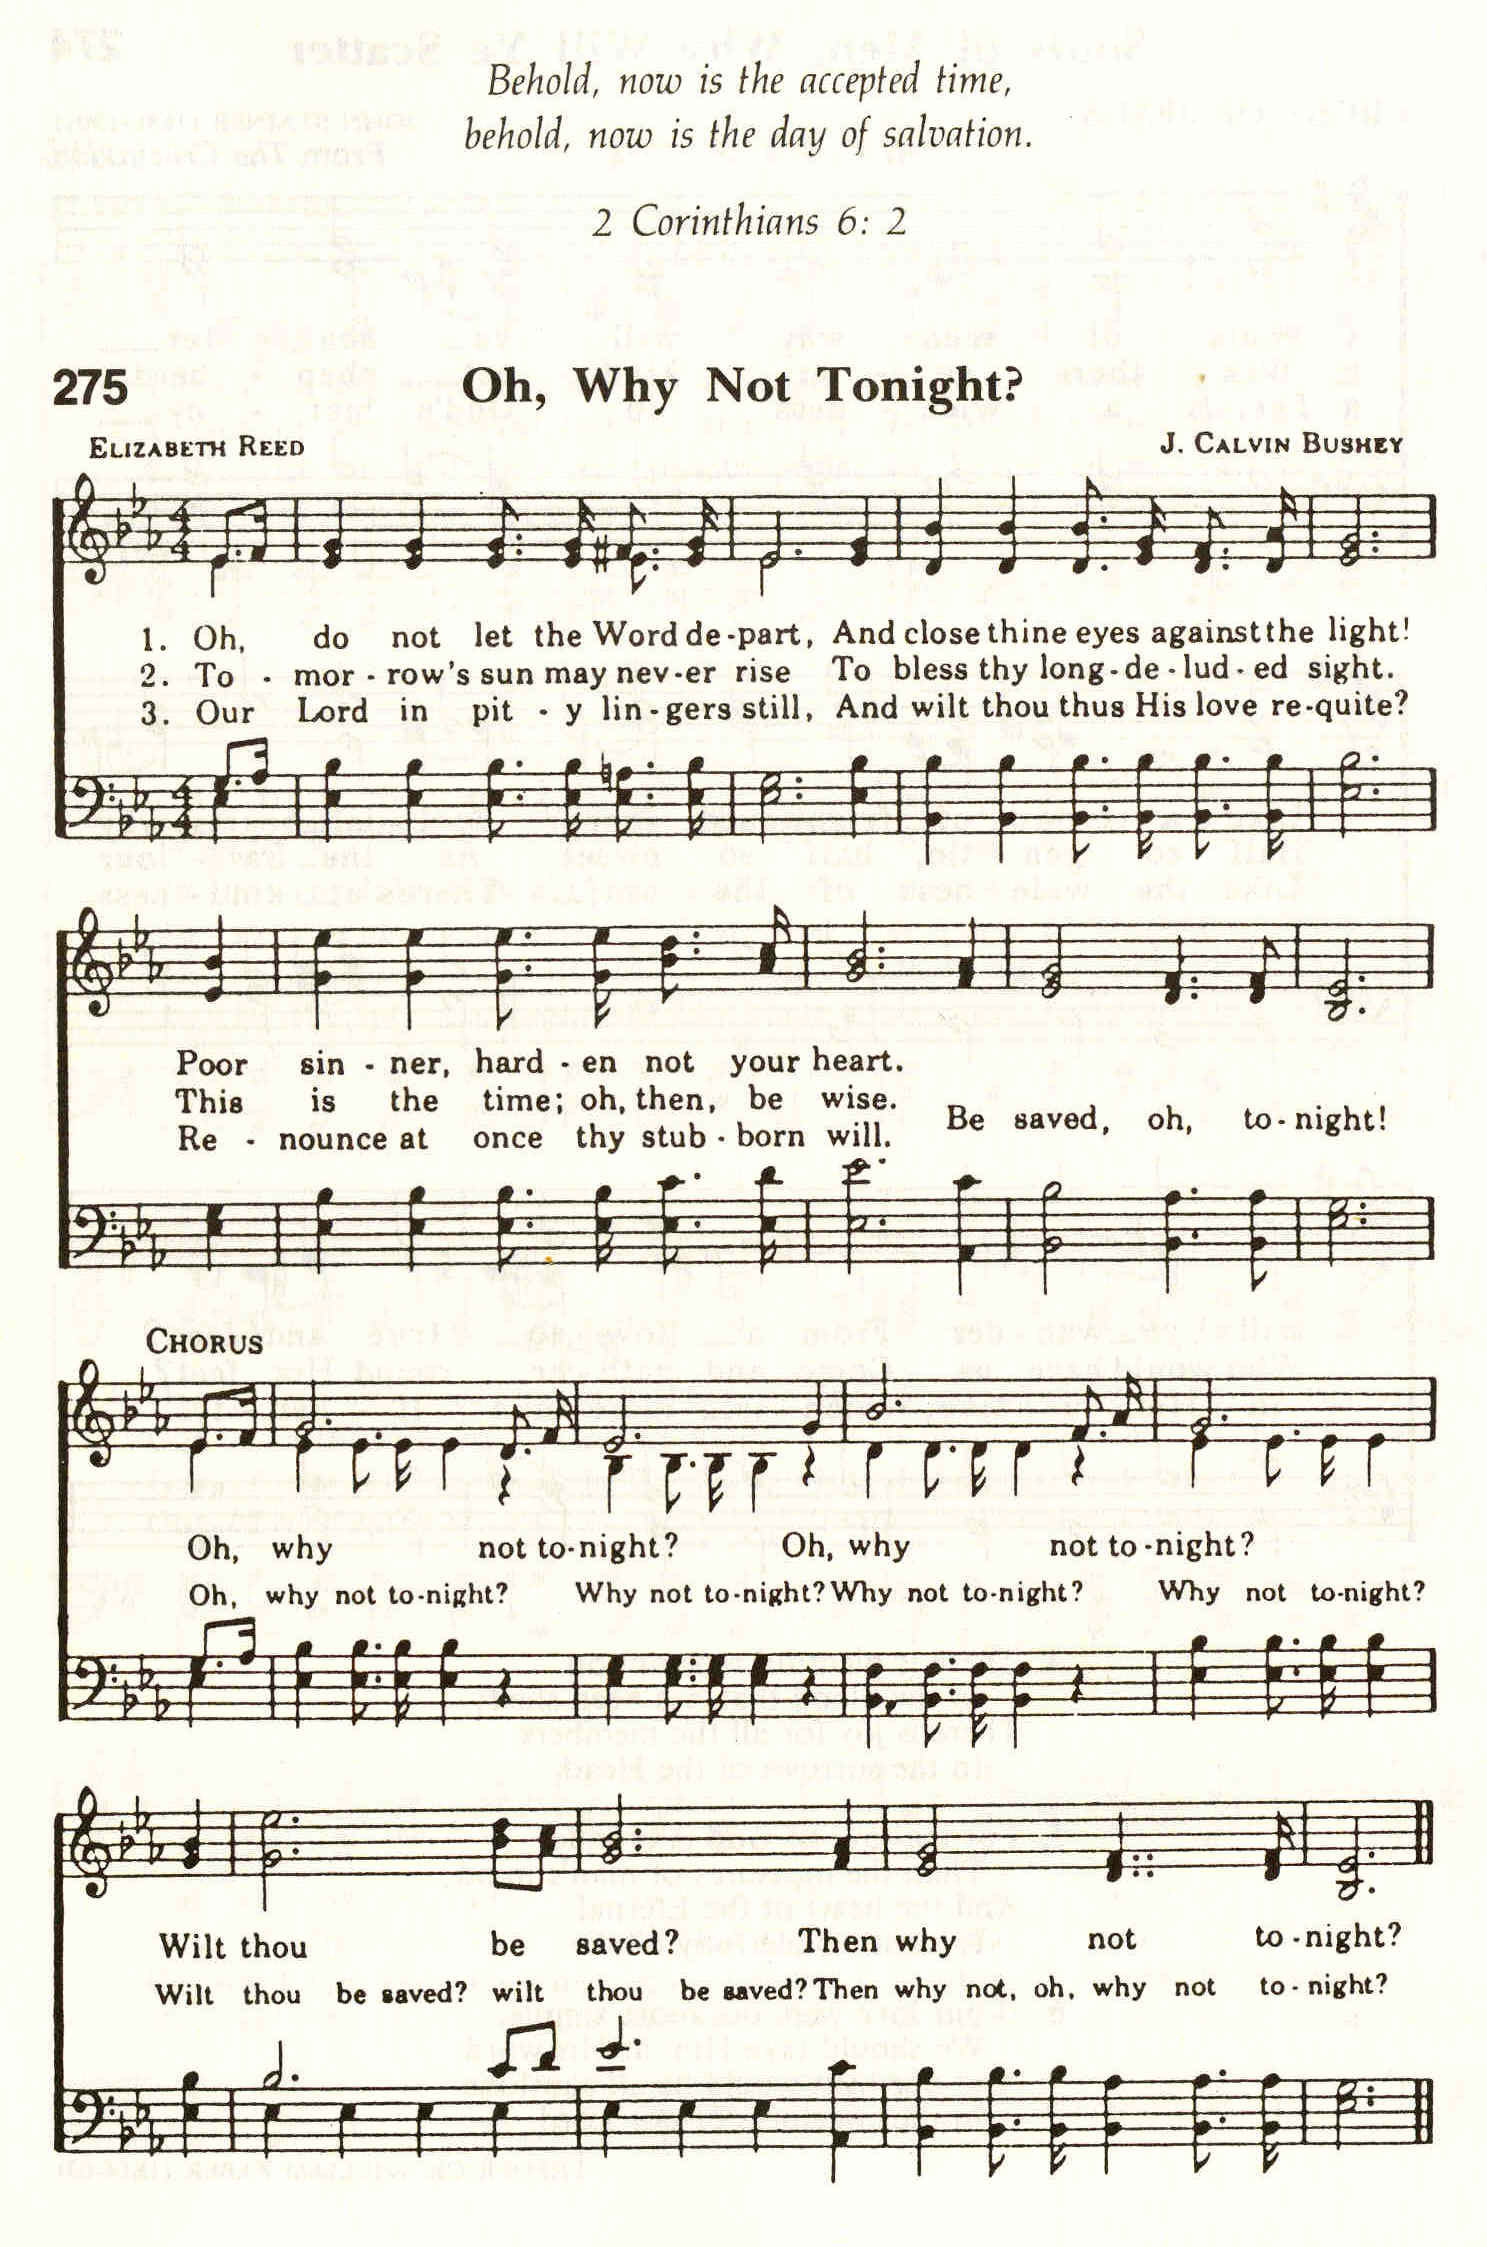 Behold, now is the accepted time,
behold, now is the day of salvation.
2 Corinthians 6: 2
275 Oh, Why Not Tonight?
ELIZABETH REED J. CALVIN BUSHEY
1. Oh, do not let the Word de-part, And close thine eyes against the light!
2. To - mor - row's sun may nev-er rise To bless thy long-de-lud-ed sight.
3. Our Lord in pit - y lin-gers still, And wilt thou thus His love re-quite?
Poor sin - ner, hard - en not your heart.
This is the time; oh, then, be wise.
Re - nounce at once thy stub - born will.
Be saved, oh, to-night!
CHORUS
Oh, why not to-night? Oh, why not to-night?
Oh, why not to-night? Why not to-night? Why not to-night? Why not to-night?
Wilt thou be saved? Then why not to-night?
Wilt thou be saved? wilt thou be saved? Then why not, oh, why not to-night?